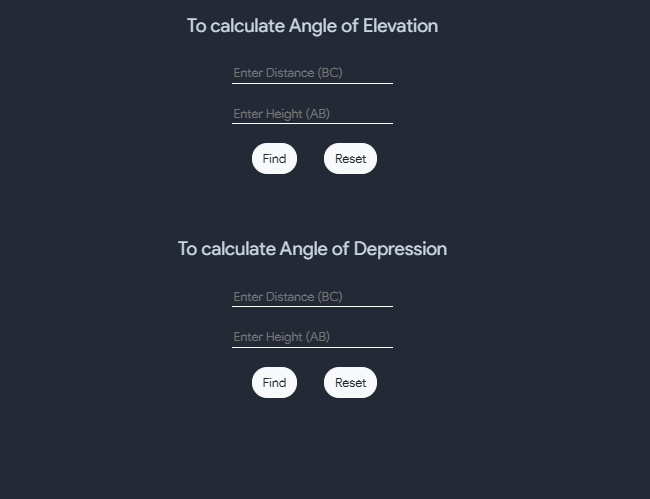 To calculate Angle of Elevation
Enter Distance (BC)
Enter Height (AB)
Find Reset
To calculate Angle of Depression
Enter Distance (BC)
Enter Height (AB)
Find Reset